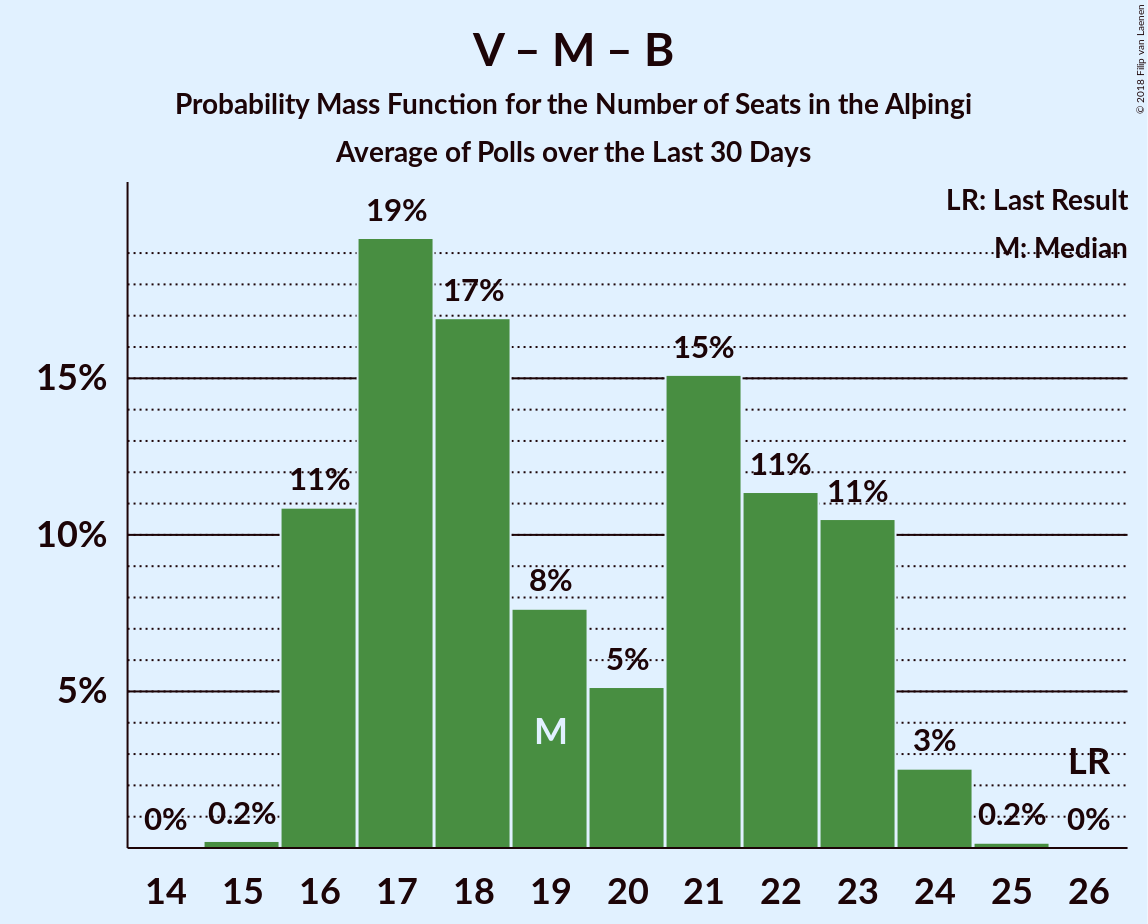 V – M – B
Probability Mass Function for the Number of Seats in the Alþingi
Average of Polls over the Last 30 Days
© 2018 Filip van Laenen
LR: Last Result
M: Median
19%
17%
15%
15%
11%
11%
11%
10%
8%
5%
5%
M
3%
LR
0%
0.2%
0.2%
0%
14 15 16 17 18 19 20 21 22 23 24 25 26